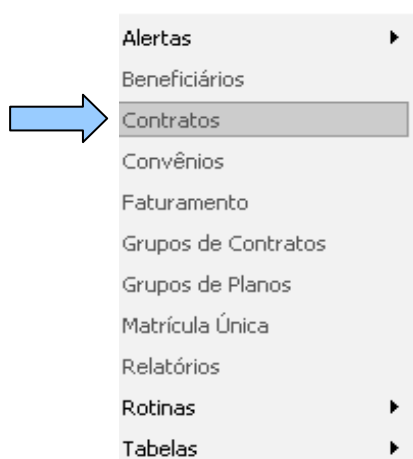 Alertas
Beneficiários
Contratos
Convênios
Faturamento
Grupos de Contratos
Grupos de Planos
Matrícula Única
Relatórios
Rotinas
Tabelas